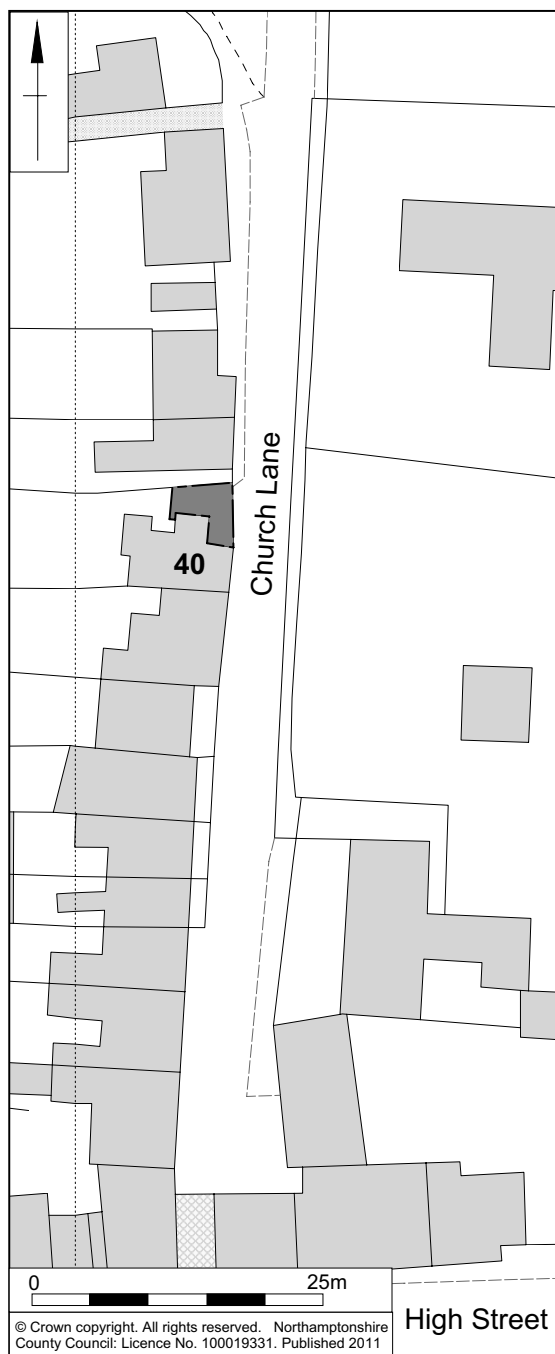 Church Lane
40
0 25m
© Crown copyright. All rights reserved. Northamptonshire
County Council: Licence No. 100019331. Published 2011
High Street